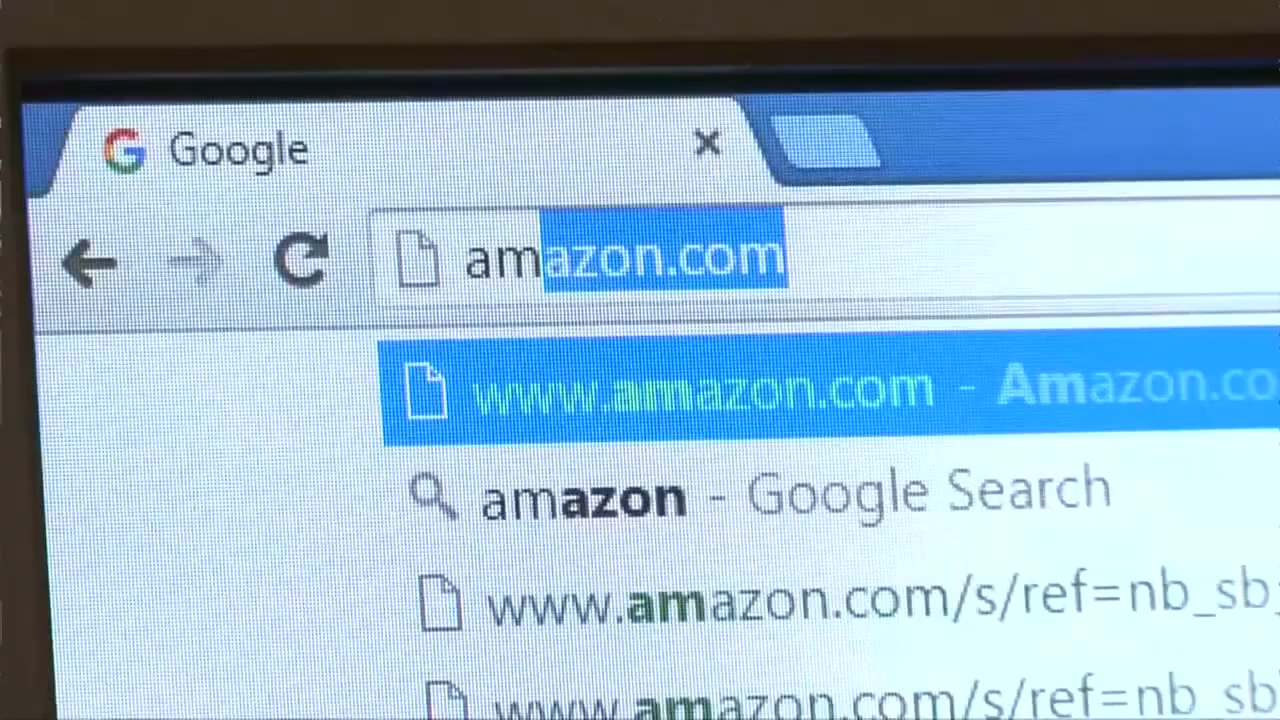 Google
amazon.com
www.amazon.com - Amazon.co
amazon - Google Search
www.amazon.com/s/ref=nb_sb_
www.amazon.com/s/ref=nb_sb